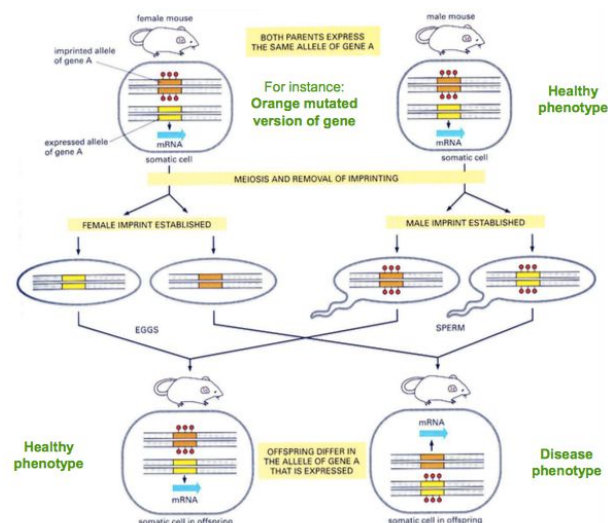 female mouse
male mouse
BOTH PARENTS EXPRESS
THE SAME ALLELE OF GENE A
imprinted allele
of gene A
For instance:
Orange mutated
version of gene
Healthy
phenotype
expressed allele
of gene A
mRNA
mRNA
somatic cell
somatic cell
MEIOSIS AND REMOVAL OF IMPRINTING
FEMALE IMPRINT ESTABLISHED
MALE IMPRINT ESTABLISHED
EGGS
SPERM
mRNA
Healthy
phenotype
OFFSPRING DIFFER IN
THE ALLELE OF GENE A
THAT IS EXPRESSED
Disease
phenotype
mRNA
somatic cell in offspring
somatic cell in offspring